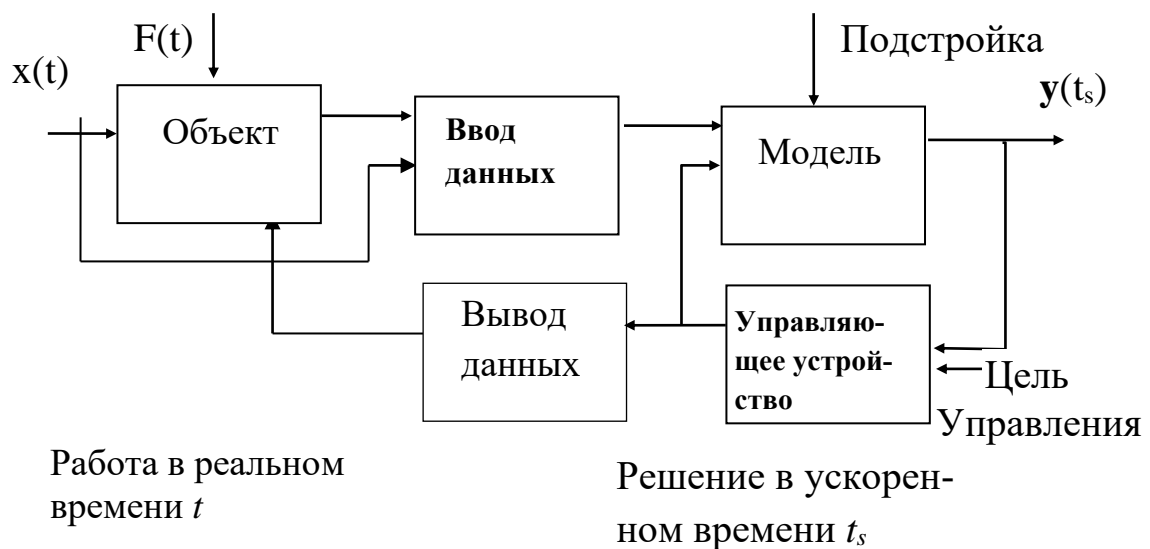 F(t)
Подстройка
x(t)
y(tₛ)
Объект
Ввод
данных
Модель
Вывод
данных
Управляю-
щее устрой-
ство
Цель
Управления
Работа в реальном
времени t
Решение в ускорен-
ном времени tₛ